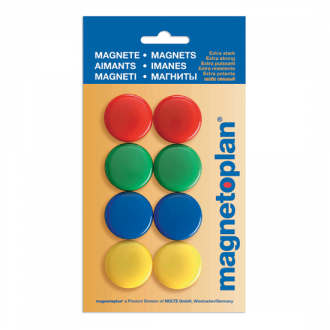 MAGNETE • MAGNETS
AIMANTS • IMANES
MAGNETI • МАГНИТЫ
Extra stark
Extra strong
Extra puissant
Extra resistente
Extra potente
особо сильный
magnetoplan®
magnetoplan® a Product Division of HOLTZ GmbH, Wiesbaden/Germany